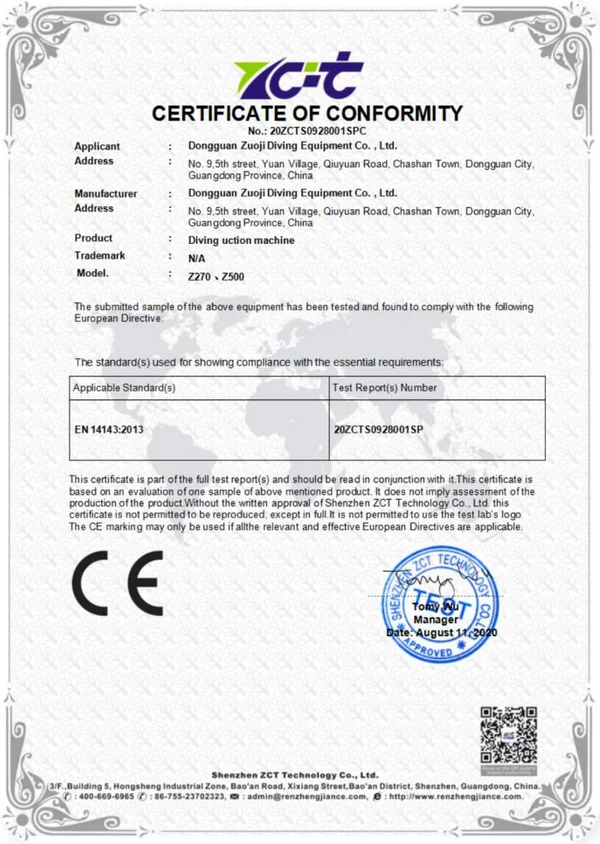 ZC+t
CERTIFICATE OF CONFORMITY
No.: 20ZCTS0928001SPC
Applicant : Dongguan Zuoji Diving Equipment Co. , Ltd.
Address : No. 9,5th street, Yuan Village, Qiuyuan Road, Chashan Town, Dongguan City,
Guangdong Province, China
Manufacturer : Dongguan Zuoji Diving Equipment Co. , Ltd.
Address : No. 9,5th street, Yuan Village, Qiuyuan Road, Chashan Town, Dongguan City,
Guangdong Province, China
Product : Diving uction machine
Trademark : N/A
Model. : Z270、Z500
The submitted sample of the above equipment has been tested and found to comply with the following
European Directive:
The standard(s) used for showing compliance with the essential requirements:
Applicable Standard(s) Test Report(s) Number
EN 14143:2013 20ZCTS0928001SP
This certificate is part of the full test report(s) and should be read in conjunction with it.This certificate is
based on an evaluation of one sample of above mentioned product. It does not imply assessment of the
production of the product.Without the written approval of Shenzhen ZCT Technology Co., Ltd. this
certificate is not permitted to be reproduced, except in full.It is not permitted to use the test lab's logo.
The CE marking may only be used if allthe relevant and effective European Directives are applicable.
CE
SHENZHEN ZCT TECHNOLOGY CO.,LTD
TEST
APPROVED
Tomy Wu
Manager
Date: August 11, 2020
Shenzhen ZCT Technology Co., Ltd.
3/F.,Building 5, Hongsheng Industrial Zone, Bao'an Road, Xixiang Street,Bao'an District, Shenzhen, Guangdong, China.
: 400-669-6965 : 86-755-23702323, : admin@renzhengjiance.com, : http://www.renzhengjiance.com